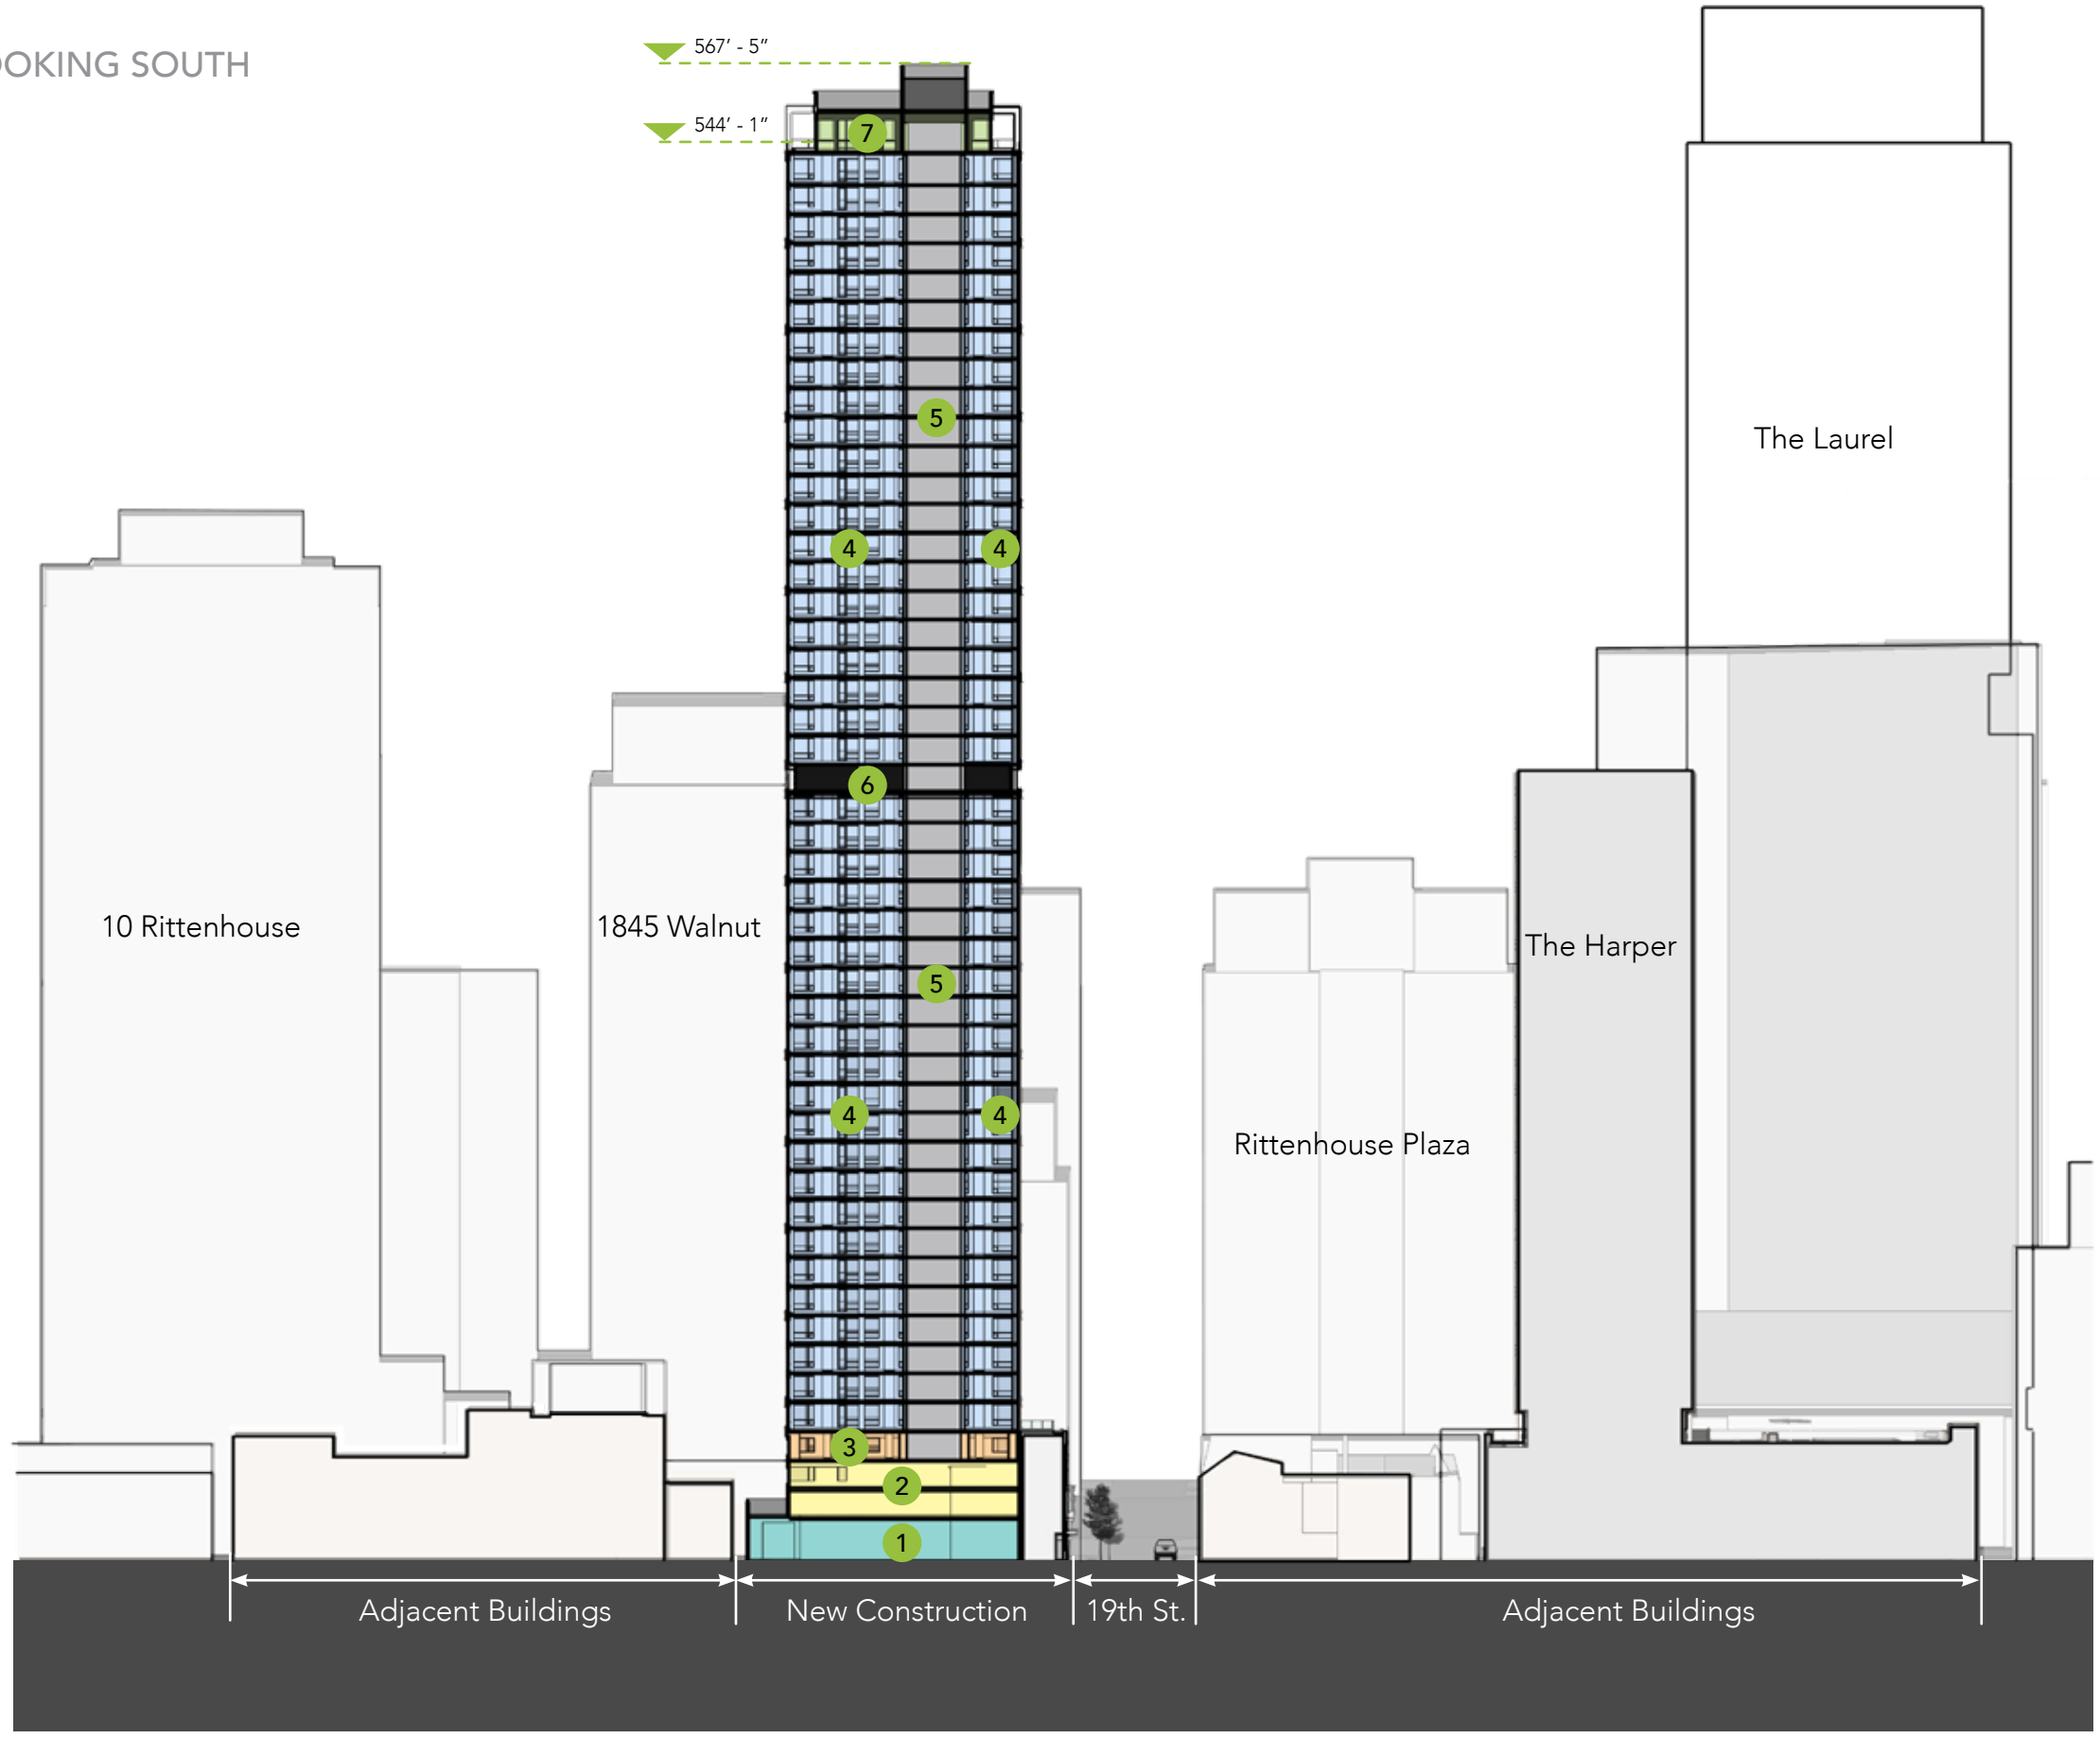 OOKING SOUTH
567’ - 5”
544’ - 1”
7
5
The Laurel
4 4
6
10 Rittenhouse
1845 Walnut
The Harper
5
4 4
Rittenhouse Plaza
3
2
1
Adjacent Buildings
New Construction
19th St.
Adjacent Buildings